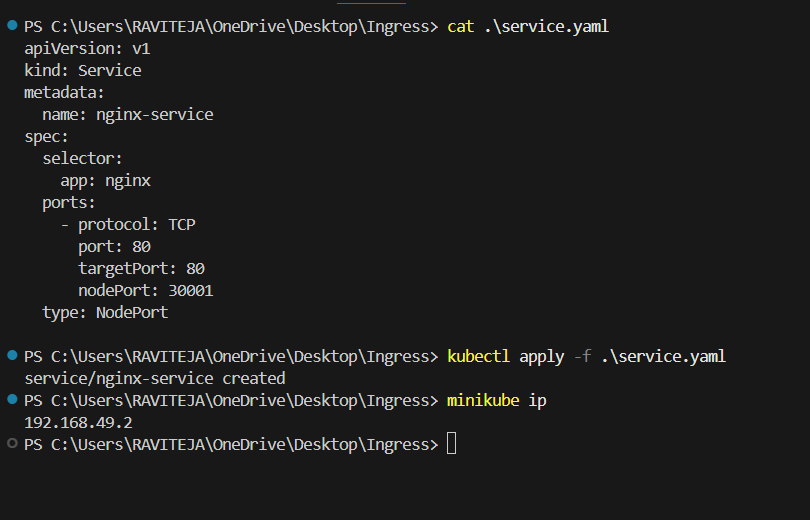 PS C:\Users\RAVITEJA\OneDrive\Desktop\Ingress> cat .\service.yaml
apiVersion: v1
kind: Service
metadata:
  name: nginx-service
spec:
  selector:
    app: nginx
  ports:
    - protocol: TCP
      port: 80
      targetPort: 80
      nodePort: 30001
  type: NodePort
PS C:\Users\RAVITEJA\OneDrive\Desktop\Ingress> kubectl apply -f .\service.yaml
service/nginx-service created
PS C:\Users\RAVITEJA\OneDrive\Desktop\Ingress> minikube ip
192.168.49.2
PS C:\Users\RAVITEJA\OneDrive\Desktop\Ingress>